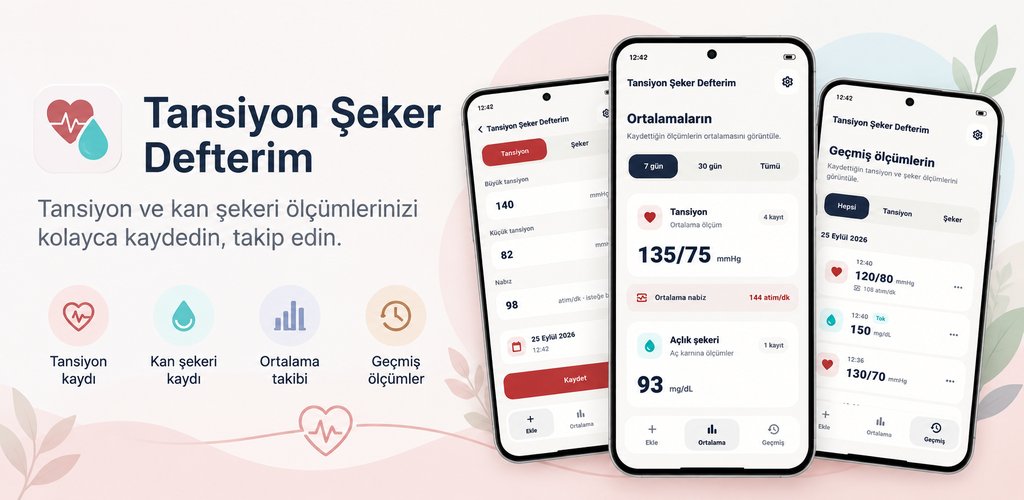 Tansiyon Şeker
Defterim
Tansiyon ve kan şekeri ölçümlerinizi
kolayca kaydedin, takip edin.
Tansiyon
kaydı
Kan şekeri
kaydı
Ortalama
takibi
Geçmiş
ölçümler
12:42
Tansiyon Şeker Defterim
Tansiyon
Şeker
Büyük tansiyon
140
Küçük tansiyon
82
Nabız
98
atim/dk · isteğe
25 Eylül 2026
12:42
Kaydet
Ekle
Ortalama
12:42
Tansiyon Şeker Defterim
Ortalamaların
Kaydettiğin ölçümlerin ortalamasını görüntüle.
7 gün
30 gün
Tümü
Tansiyon
4 kayıt
Ortalama ölçüm
135/75 mmHg
Ortalama nabız
144 atim/dk
Açlık şekeri
1 kayıt
Aç karnına ölçümler
93 mg/dL
Ekle
Ortalama
Geçmiş
12:42
Tansiyon Şeker Defterim
Geçmiş ölçümlerin
Kaydettiğin tansiyon ve şeker ölçümlerini
görüntüle.
Hepsi
Tansiyon
Şeker
25 Eylül 2026
12:40
120/80 mmHg
108 atim/dk
12:40 Tok
150 mg/dL
12:36
130/70 mmHg
Ekle
Ortalama
Geçmiş